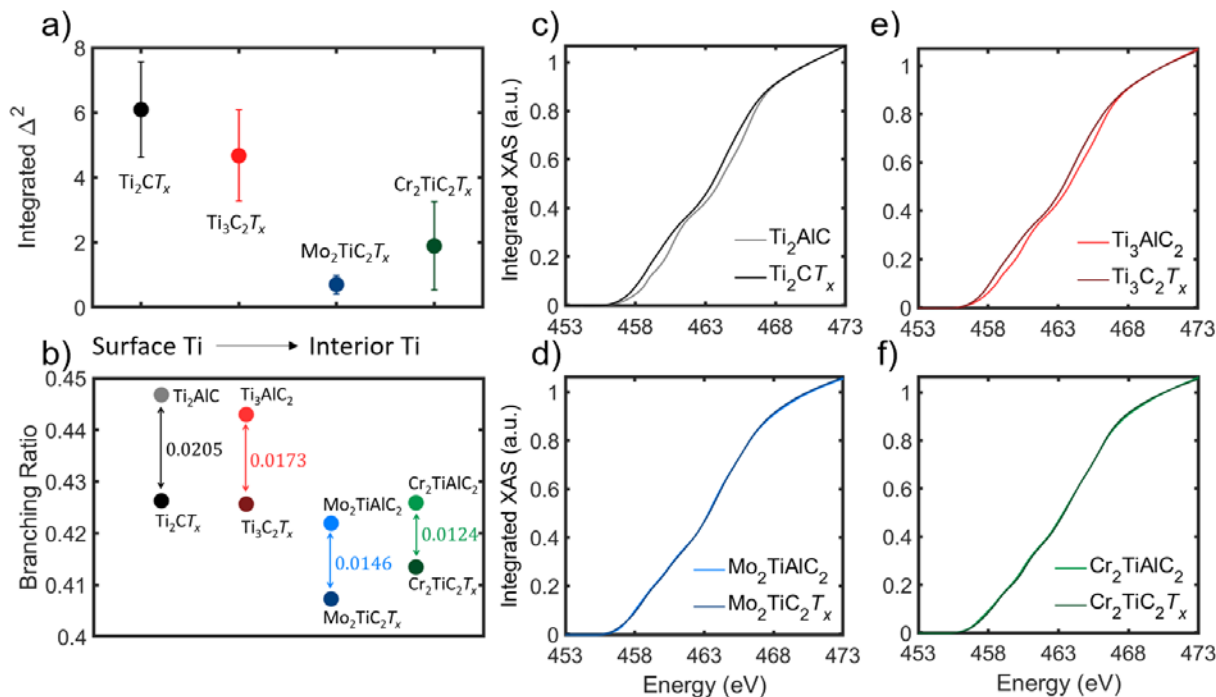 a)
Integrated Δ²
8
6
4
2
0
Ti₂CTₓ
Ti₃C₂Tₓ
Mo₂TiC₂Tₓ
Cr₂TiC₂Tₓ
Surface Ti → Interior Ti
b)
Branching Ratio
0.45
0.44
0.43
0.42
0.41
0.4
Ti₂AlC
0.0205
Ti₂CTₓ
Ti₃AlC₂
0.0173
Ti₃C₂Tₓ
Mo₂TiAlC₂
0.0146
Mo₂TiC₂Tₓ
Cr₂TiAlC₂
0.0124
Cr₂TiC₂Tₓ
c)
Integrated XAS (a.u.)
1
0.8
0.6
0.4
0.2
0
Ti₂AlC
Ti₂CTₓ
453 458 463 468 473
d)
Integrated XAS (a.u.)
1
0.8
0.6
0.4
0.2
0
Mo₂TiAlC₂
Mo₂TiC₂Tₓ
453 458 463 468 473
Energy (eV)
e)
1
0.8
0.6
0.4
0.2
0
Ti₃AlC₂
Ti₃C₂Tₓ
453 458 463 468 473
f)
1
0.8
0.6
0.4
0.2
0
Cr₂TiAlC₂
Cr₂TiC₂Tₓ
453 458 463 468 473
Energy (eV)